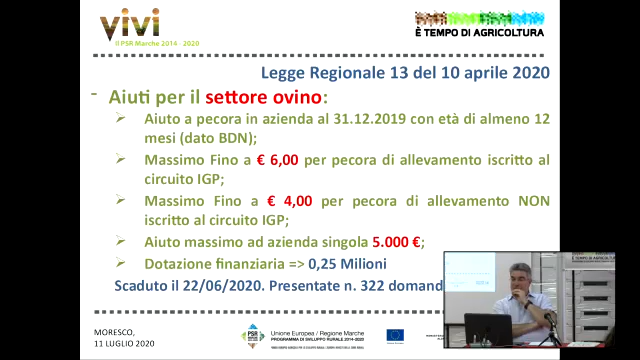 vivi
Il PSR Marche 2014 - 2020
È TEMPO DI AGRICOLTURA
Legge Regionale 13 del 10 aprile 2020
- Aiuti per il settore ovino:
Aiuto a pecora in azienda al 31.12.2019 con età di almeno 12
mesi (dato BDN);
Massimo Fino a € 6,00 per pecora di allevamento iscritto al
circuito IGP;
Massimo Fino a € 4,00 per pecora di allevamento NON
iscritto al circuito IGP;
Aiuto massimo ad azienda singola 5.000 €;
Dotazione finanziaria => 0,25 Milioni
Scaduto il 22/06/2020. Presentate n. 322 domand
MORESCO,
11 LUGLIO 2020
PSR
Unione Europea / Regione Marche
PROGRAMMA DI SVILUPPO RURALE 2014-2020